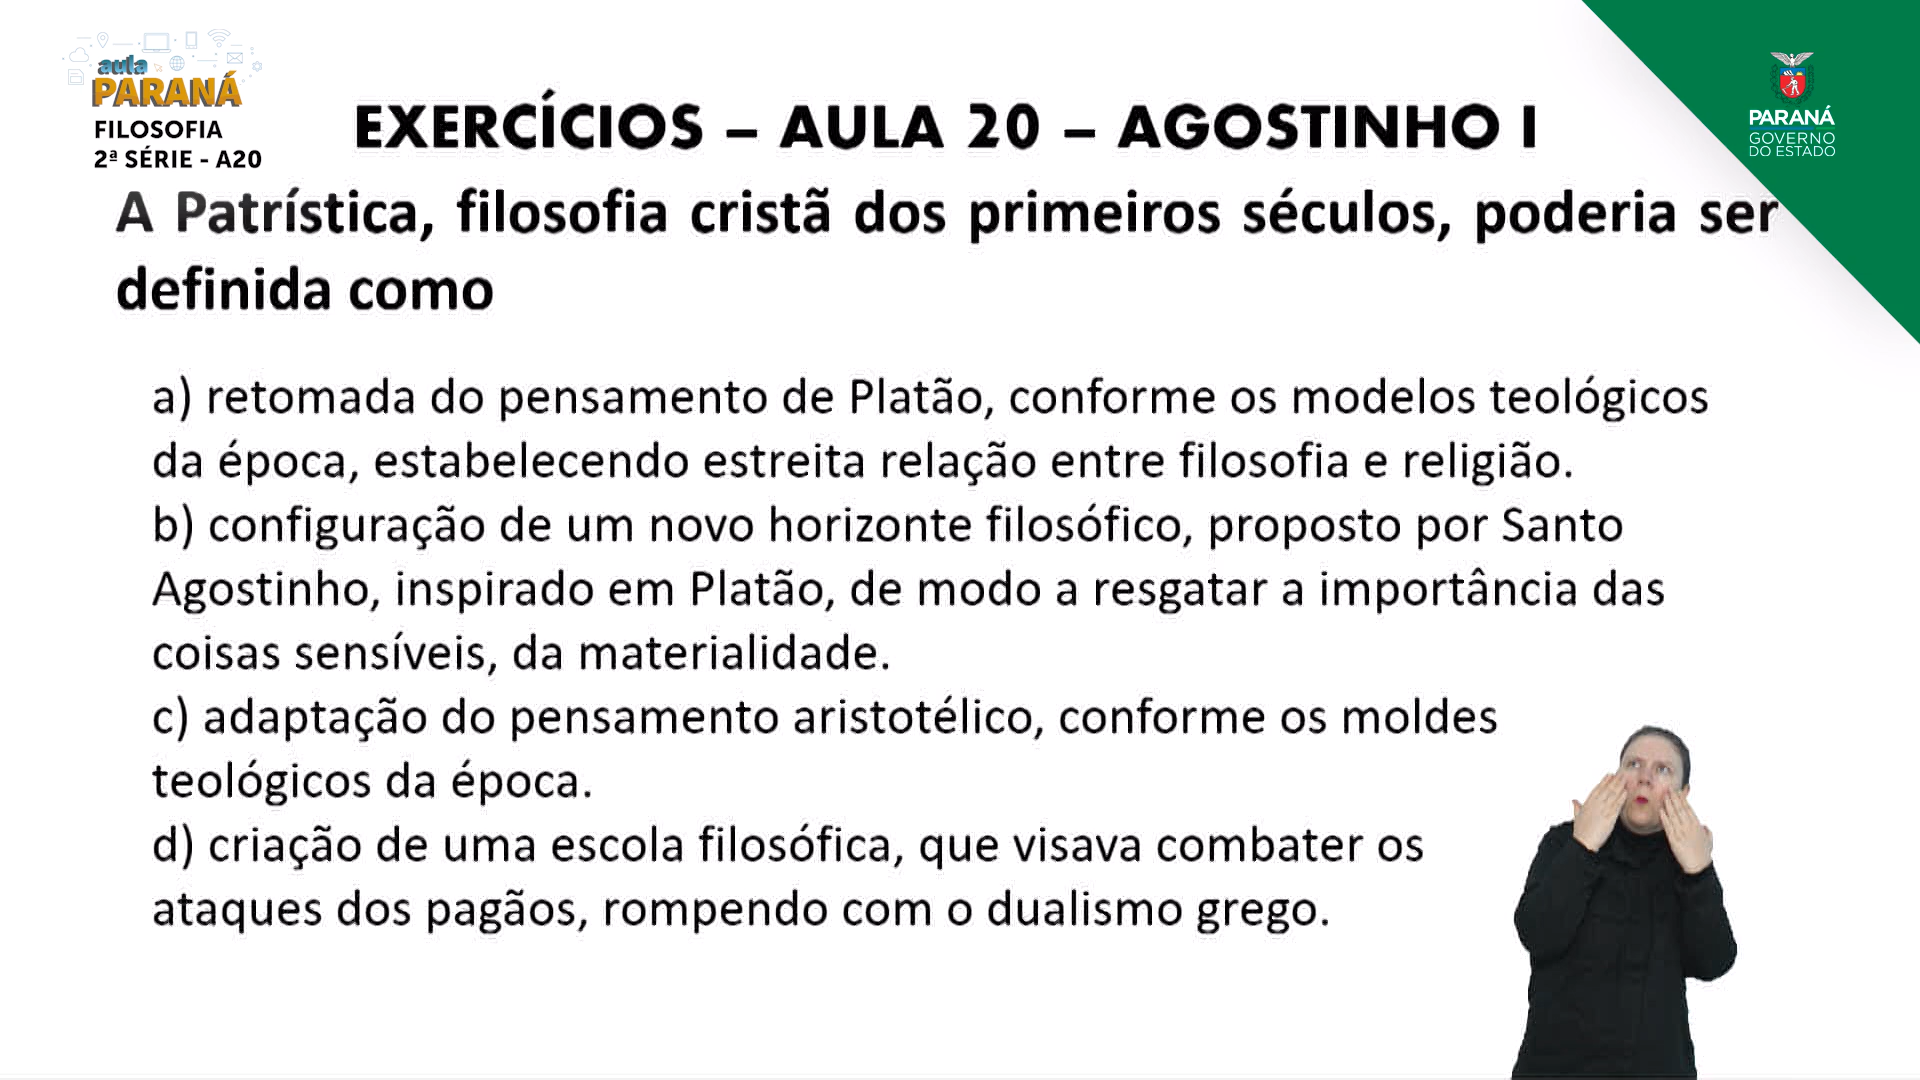 aula
PARANÁ
FILOSOFIA
2ª SÉRIE - A20
PARANÁ
GOVERNO
DO ESTADO
EXERCÍCIOS – AULA 20 – AGOSTINHO I
A Patrística, filosofia cristã dos primeiros séculos, poderia ser
definida como
a) retomada do pensamento de Platão, conforme os modelos teológicos
da época, estabelecendo estreita relação entre filosofia e religião.
b) configuração de um novo horizonte filosófico, proposto por Santo
Agostinho, inspirado em Platão, de modo a resgatar a importância das
coisas sensíveis, da materialidade.
c) adaptação do pensamento aristotélico, conforme os moldes
teológicos da época.
d) criação de uma escola filosófica, que visava combater os
ataques dos pagãos, rompendo com o dualismo grego.